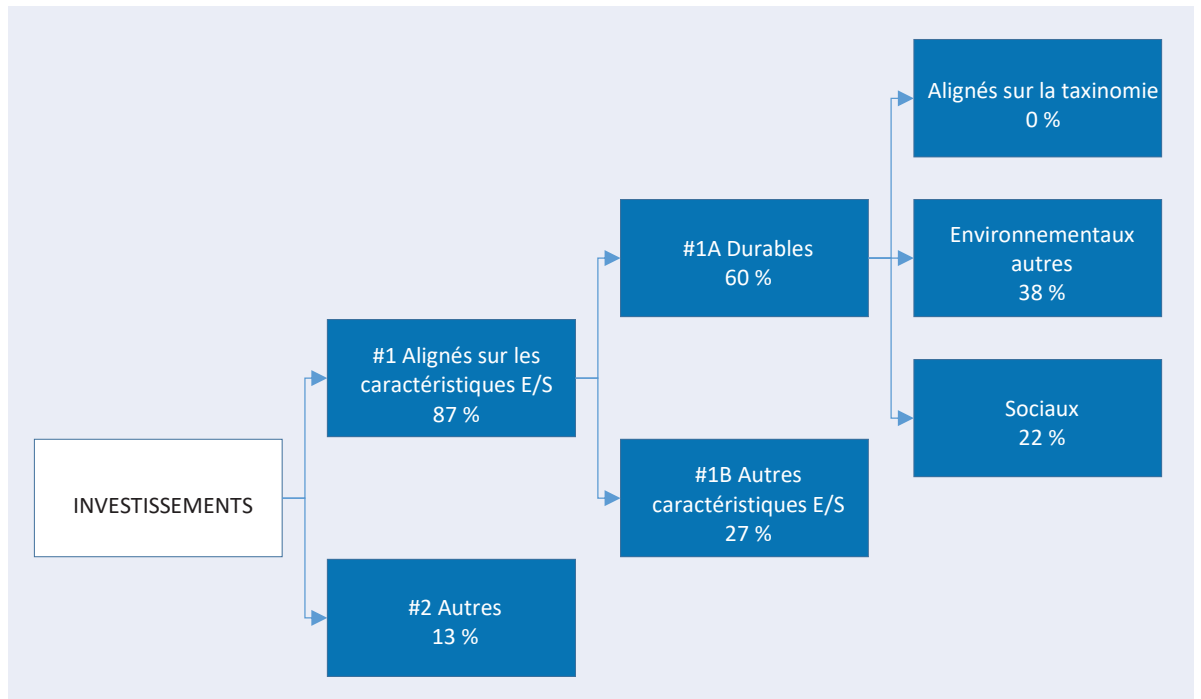 INVESTISSEMENTS
#1 Alignés sur les
caractéristiques E/S
87 %
#2 Autres
13 %
#1A Durables
60 %
#1B Autres
caractéristiques E/S
27 %
Alignés sur la taxinomie
0 %
Environnementaux
autres
38 %
Sociaux
22 %